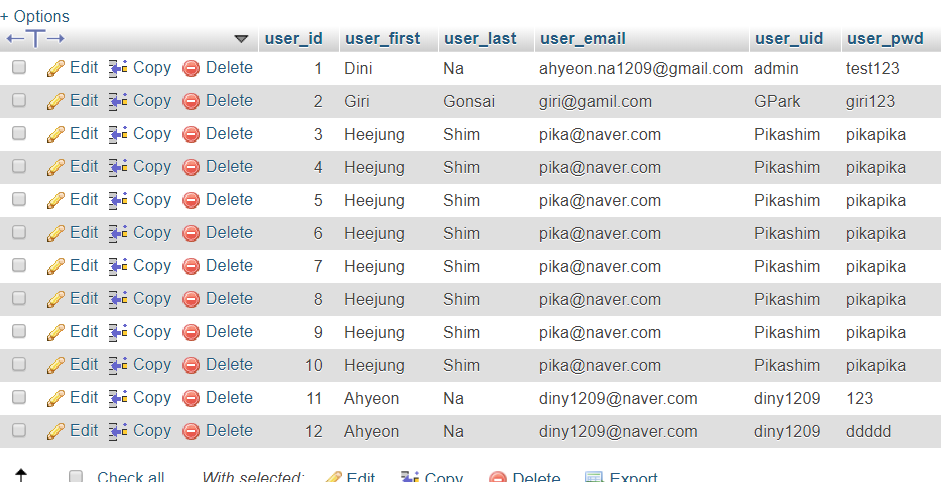 + Options
user_id user_first user_last user_email user_uid user_pwd
Edit Copy Delete 1 Dini Na ahyeon.na1209@gmail.com admin test123
Edit Copy Delete 2 Giri Gonsai giri@gamil.com GPark giri123
Edit Copy Delete 3 Heejung Shim pika@naver.com Pikashim pikapika
Edit Copy Delete 4 Heejung Shim pika@naver.com Pikashim pikapika
Edit Copy Delete 5 Heejung Shim pika@naver.com Pikashim pikapika
Edit Copy Delete 6 Heejung Shim pika@naver.com Pikashim pikapika
Edit Copy Delete 7 Heejung Shim pika@naver.com Pikashim pikapika
Edit Copy Delete 8 Heejung Shim pika@naver.com Pikashim pikapika
Edit Copy Delete 9 Heejung Shim pika@naver.com Pikashim pikapika
Edit Copy Delete 10 Heejung Shim pika@naver.com Pikashim pikapika
Edit Copy Delete 11 Ahyeon Na diny1209@naver.com diny1209 123
Edit Copy Delete 12 Ahyeon Na diny1209@naver.com diny1209 ddddd
Check all With selected: Edit Copy Delete Export